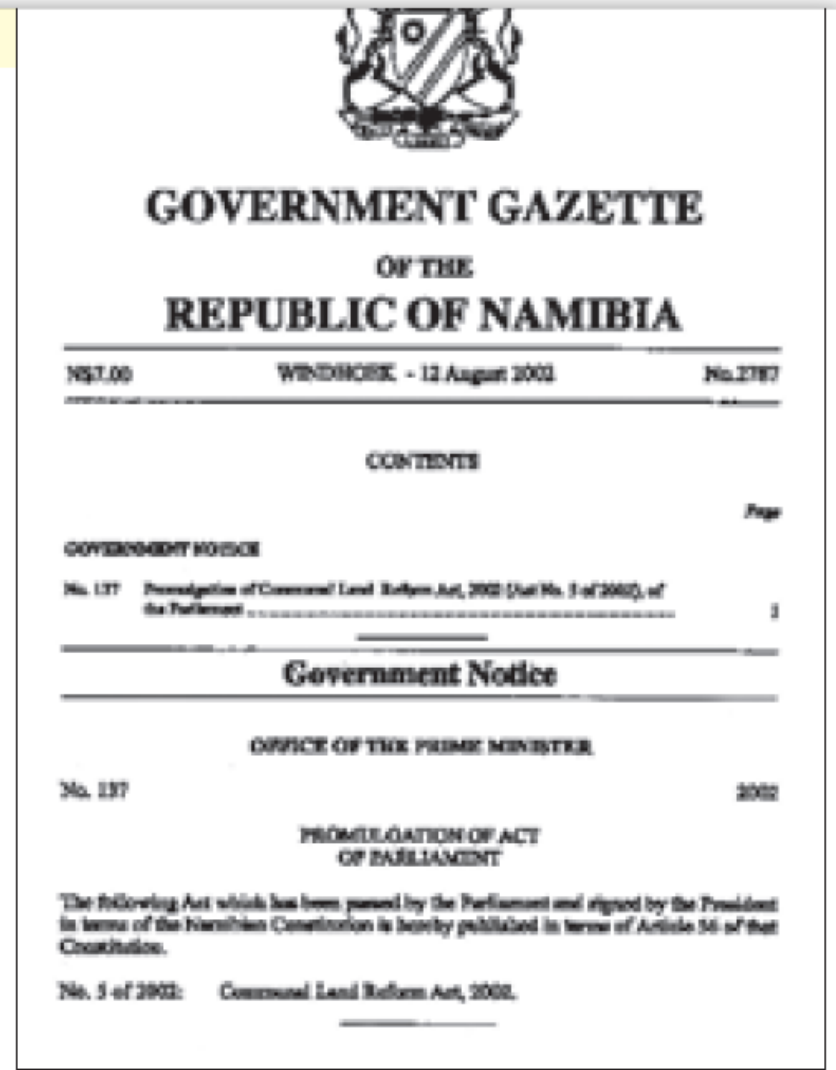 GOVERNMENT GAZETTE
OF THE
REPUBLIC OF NAMIBIA
N$7.00 WINDHOEK - 12 August 2002 No.2787
CONTENTS
Page
GOVERNMENT NOTICE
No. 137 Promulgation of Communal Land Reform Act, 2002 (Act No. 5 of 2002), of
the Parliament ................................................ 1
Government Notice
OFFICE OF THE PRIME MINISTER
No. 137 2002
PROMULGATION OF ACT
OF PARLIAMENT
The following Act which has been passed by the Parliament and signed by the President
in terms of the Namibian Constitution is hereby published in terms of Article 56 of that
Constitution.
No. 5 of 2002: Communal Land Reform Act, 2002.